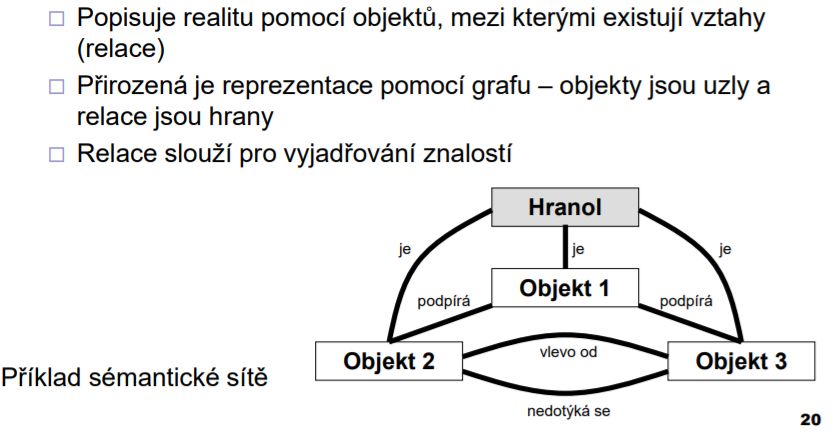 Popisuje realitu pomocí objektů, mezi kterými existují vztahy
(relace)
Přirozená je reprezentace pomocí grafu – objekty jsou uzly a
relace jsou hrany
Relace slouží pro vyjadřování znalostí
Hranol
je
je
je
Objekt 1
podpírá
podpírá
Objekt 2
vlevo od
Objekt 3
Příklad sémantické sítě
nedotýká se
20